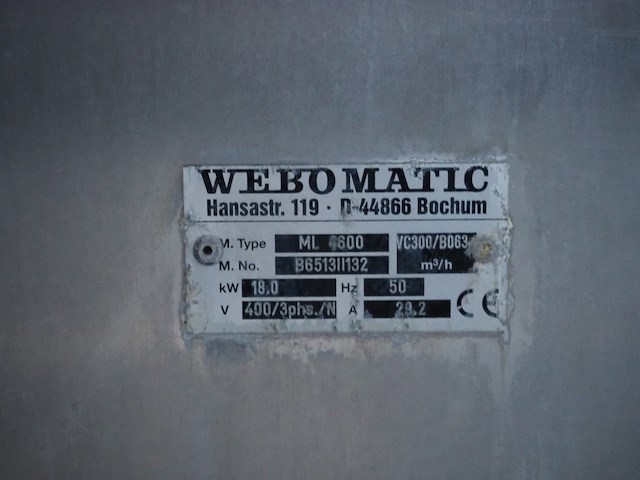 WEBOMATIC
Hansastr. 119 · D-44866 Bochum
M. Type ML 4600 VC300/B063
M. No. B6513II132 m³/h
kW 18,0 Hz 50
V 400/3phs./N A 29.2 CE